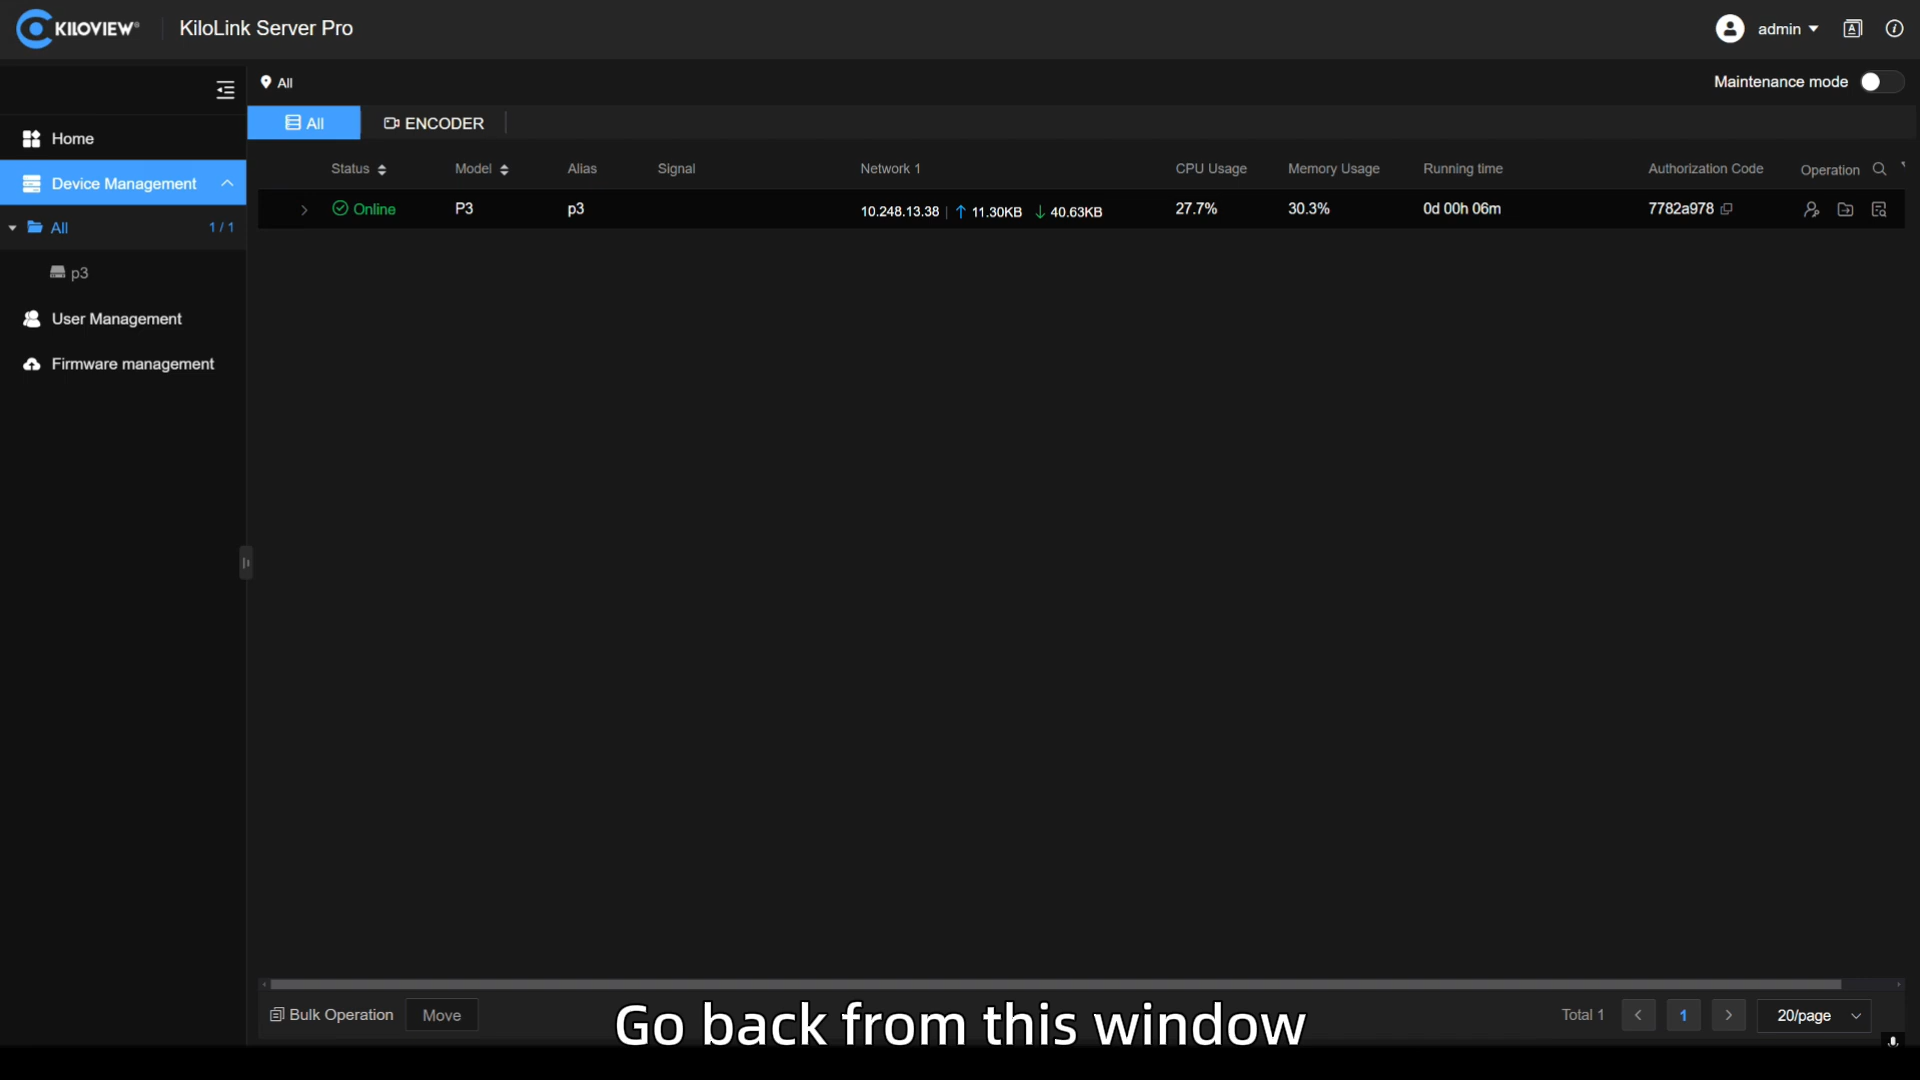 KILOVIEW® KiloLink Server Pro admin
All Maintenance mode
All ENCODER
Home
Device Management
All 1 / 1
p3
User Management
Firmware management
Status Model Alias Signal Network 1 CPU Usage Memory Usage Running time Authorization Code Operation
Online P3 p3 10.248.13.38 11.30KB 40.63KB 27.7% 30.3% 0d 00h 06m 7782a978
Bulk Operation Move Total 1 1 20/page
Go back from this window